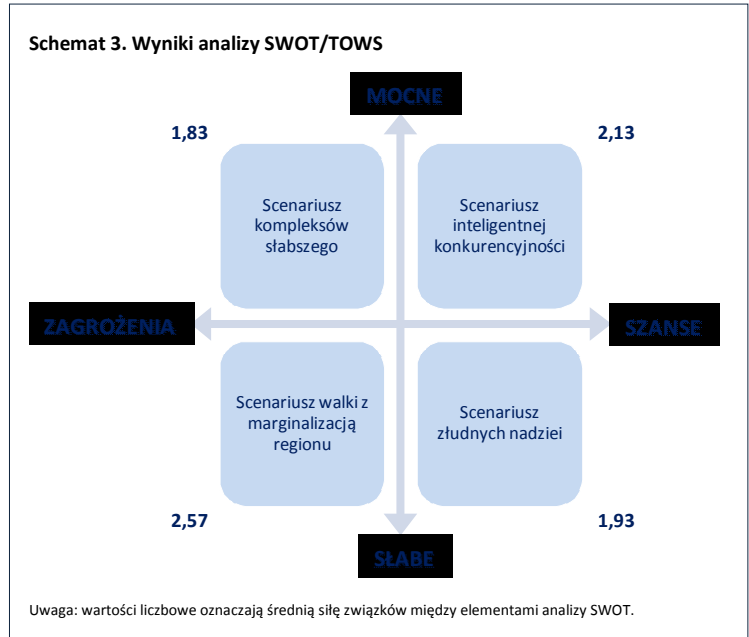 Schemat 3. Wyniki analizy SWOT/TOWS
MOCNE
1,83
2,13
Scenariusz
kompleksów
słabszego
Scenariusz
inteligentnej
konkurencyjności
ZAGROŻENIA
SZANSE
Scenariusz walki z
marginalizacją
regionu
Scenariusz
złudnych nadziei
2,57
1,93
SŁABE
Uwaga: wartości liczbowe oznaczają średnią siłę związków między elementami analizy SWOT.